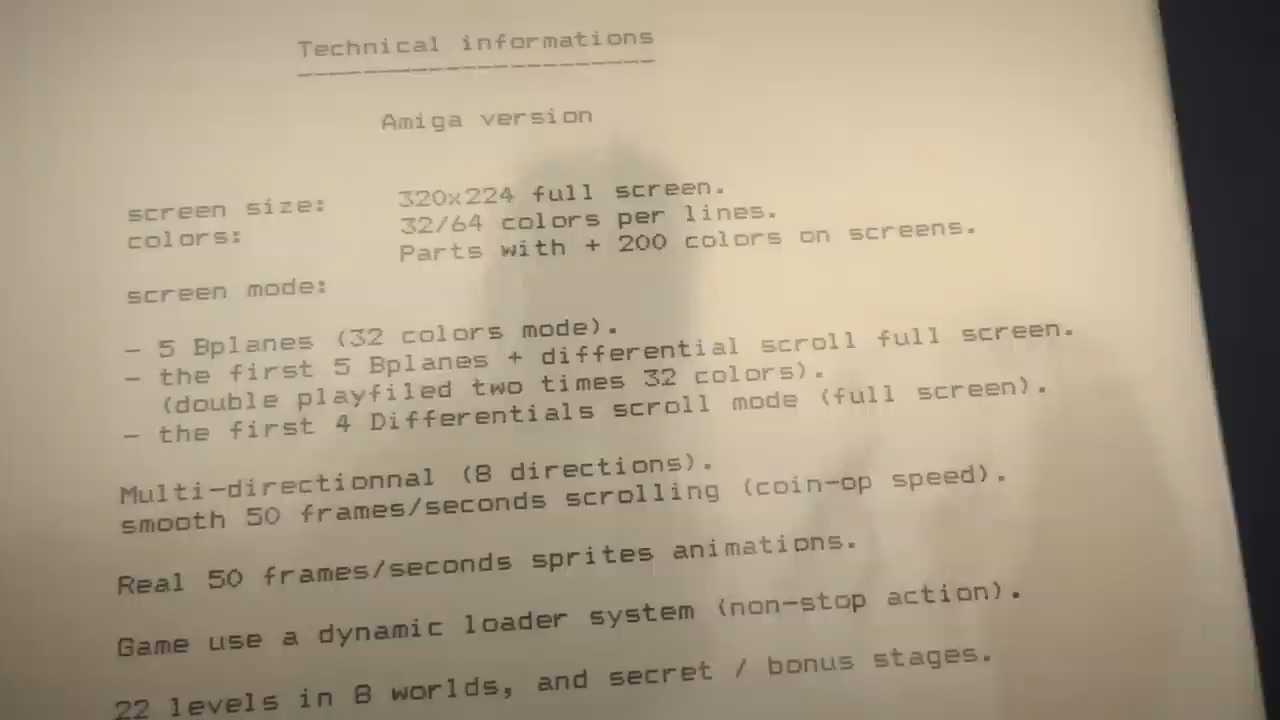 Technical informations
Amiga version
screen size: 320x224 full screen.
colors: 32/64 colors per lines.
Parts with + 200 colors on screens.
screen mode:
- 5 Bplanes (32 colors mode).
- the first 5 Bplanes + differential scroll full screen.
(double playfiled two times 32 colors).
- the first 4 Differentials scroll mode (full screen).
Multi-directionnal (8 directions).
smooth 50 frames/seconds scrolling (coin-op speed).
Real 50 frames/seconds sprites animations.
Game use a dynamic loader system (non-stop action).
22 levels in 8 worlds, and secret / bonus stages.